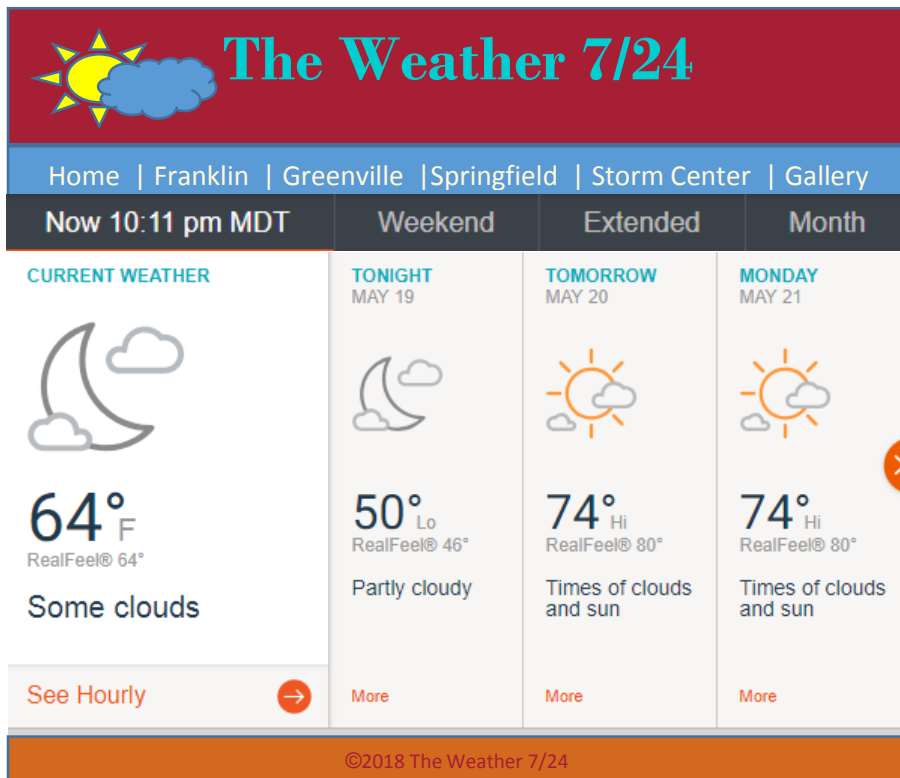 The Weather 7/24
Home | Franklin | Greenville |Springfield | Storm Center | Gallery
Now 10:11 pm MDT Weekend Extended Month
CURRENT WEATHER
64°F
RealFeel® 64°
Some clouds
See Hourly
TONIGHT
MAY 19
50°Lo
RealFeel® 46°
Partly cloudy
More
TOMORROW
MAY 20
74°Hi
RealFeel® 80°
Times of clouds
and sun
More
MONDAY
MAY 21
74°Hi
RealFeel® 80°
Times of clouds
and sun
More
©2018 The Weather 7/24